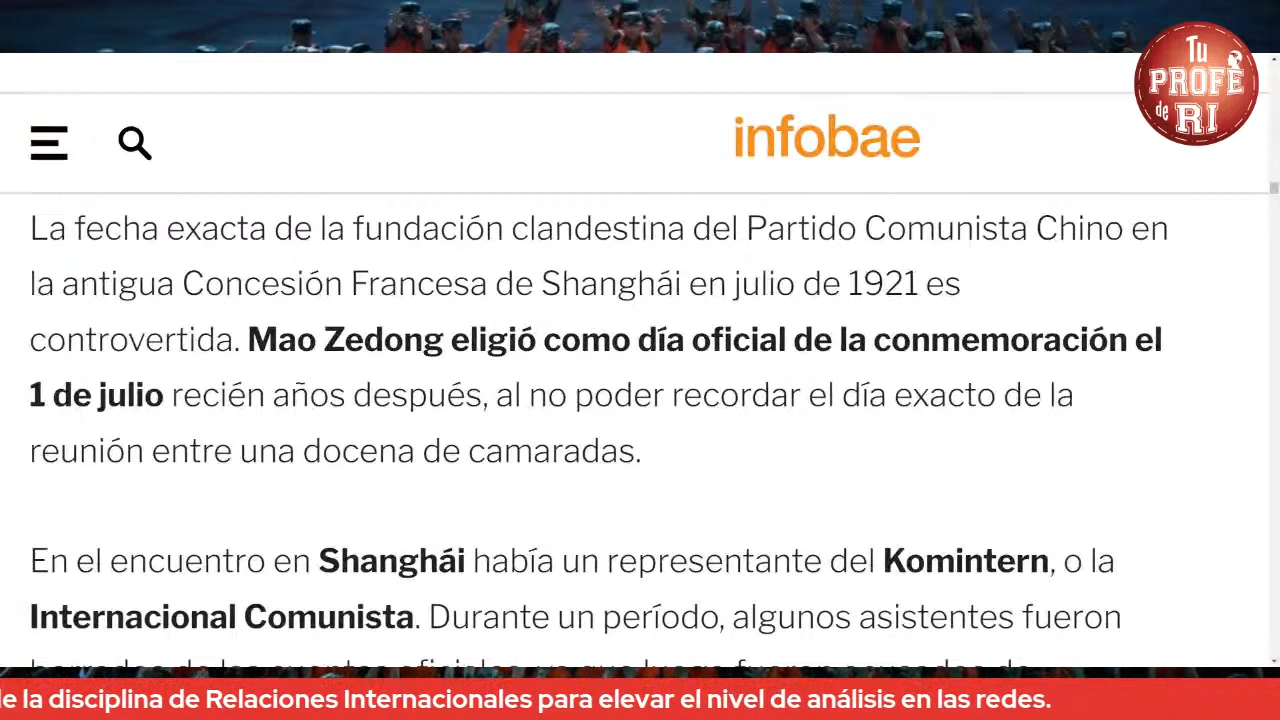 Tu
PROFE
de RI
infobae
La fecha exacta de la fundación clandestina del Partido Comunista Chino en
la antigua Concesión Francesa de Shanghái en julio de 1921 es
controvertida. Mao Zedong eligió como día oficial de la conmemoración el
1 de julio recién años después, al no poder recordar el día exacto de la
reunión entre una docena de camaradas.
En el encuentro en Shanghái había un representante del Komintern, o la
Internacional Comunista. Durante un período, algunos asistentes fueron
de la disciplina de Relaciones Internacionales para elevar el nivel de análisis en las redes.